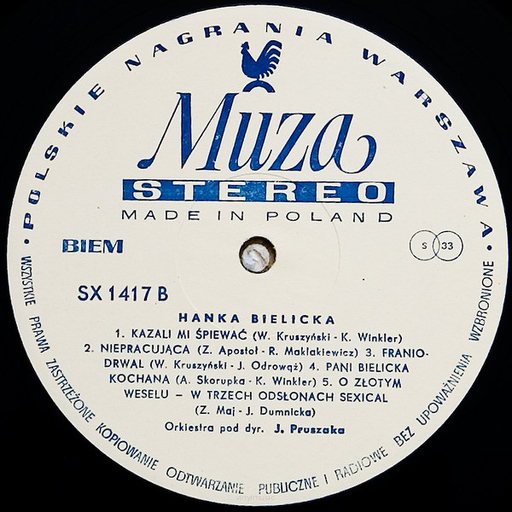 • POLSKIE NAGRANIA WARSZAWA •
Muza
STEREO
MADE IN POLAND
BIEM
S 33
SX 1417 B
HANKA BIELICKA
1. KAZALI MI ŚPIEWAĆ (W. Kruszyński - K. Winkler)
2. NIEPRACUJĄCA (Z. Apostoł - R. Maklakiewicz) 3. FRANIO-
DRWAL (W. Kruszyński - J. Odrowąż) 4. PANI BIELICKA
KOCHANA (A. Skorupka - K. Winkler) 5. O ZŁOTYM
WESELU – W TRZECH ODSŁONACH SEXICAL
(Z. Maj - J. Dumnicka)
Orkiestra pod dyr. J. Pruszaka
WSZYSTKIE PRAWA ZASTRZEŻONE KOPIOWANIE ODTWARZANIE PUBLICZNE I RADIOWE BEZ UPOWAŻNIENIA WZBRONIONE